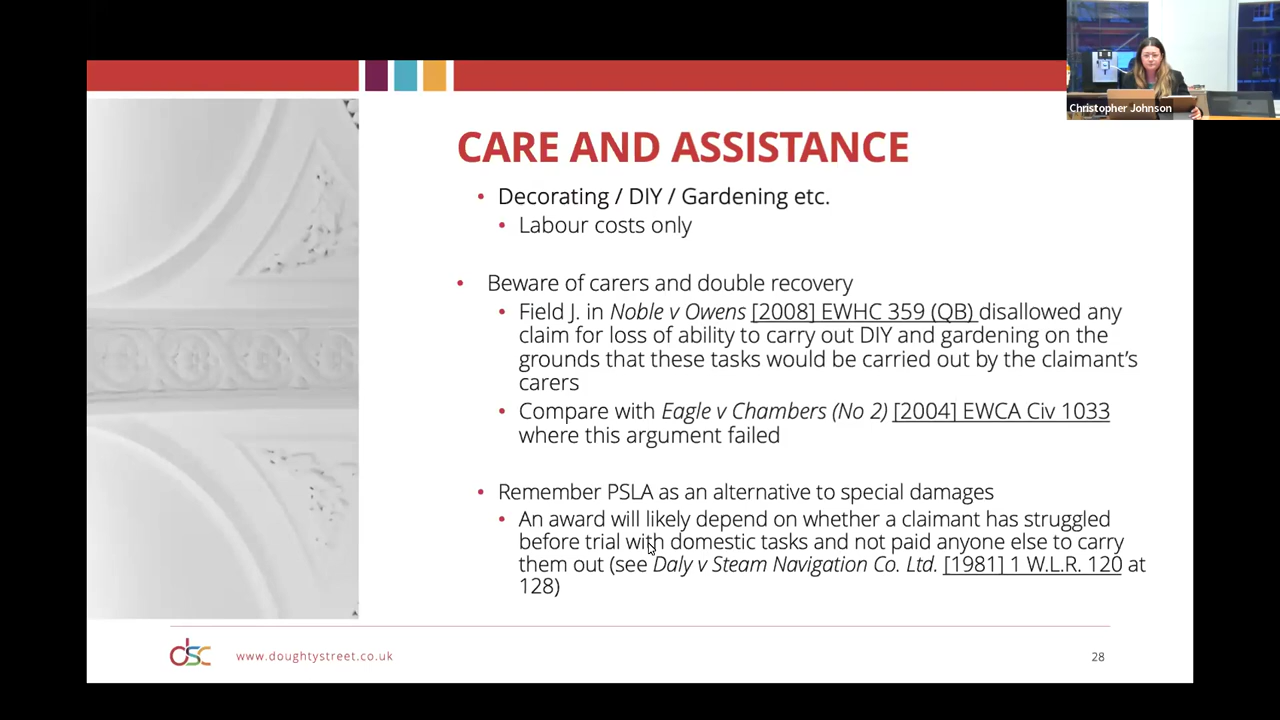 Christopher Johnson
CARE AND ASSISTANCE
• Decorating / DIY / Gardening etc.
• Labour costs only
• Beware of carers and double recovery
• Field J. in Noble v Owens [2008] EWHC 359 (QB) disallowed any
claim for loss of ability to carry out DIY and gardening on the
grounds that these tasks would be carried out by the claimant’s
carers
• Compare with Eagle v Chambers (No 2) [2004] EWCA Civ 1033
where this argument failed
• Remember PSLA as an alternative to special damages
• An award will likely depend on whether a claimant has struggled
before trial with domestic tasks and not paid anyone else to carry
them out (see Daly v Steam Navigation Co. Ltd. [1981] 1 W.L.R. 120 at
128)
dsc
www.doughtystreet.co.uk
28